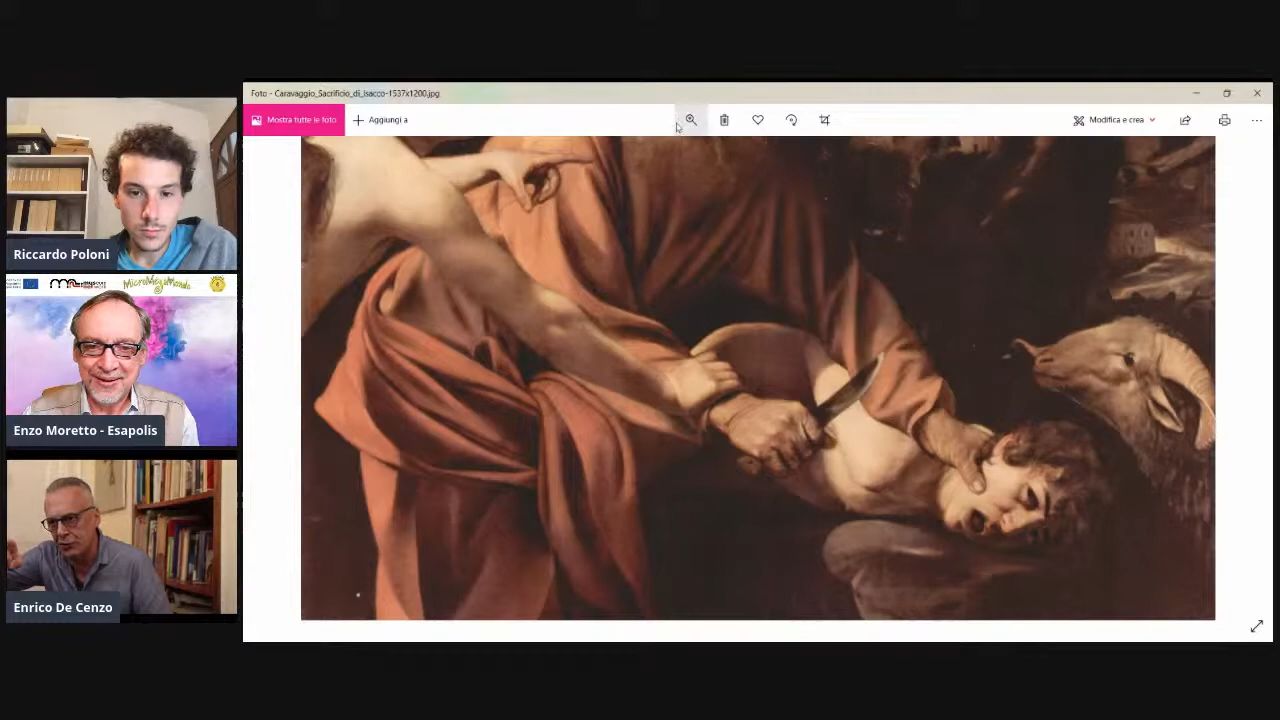 Foto - Caravaggio_Sacrificio_di_Isacco-1537x1200.jpg
Mostra tutte le foto
Aggiungi a
Modifica e crea
Riccardo Poloni
MicroMegaMondo
Enzo Moretto - Esapolis
Enrico De Cenzo